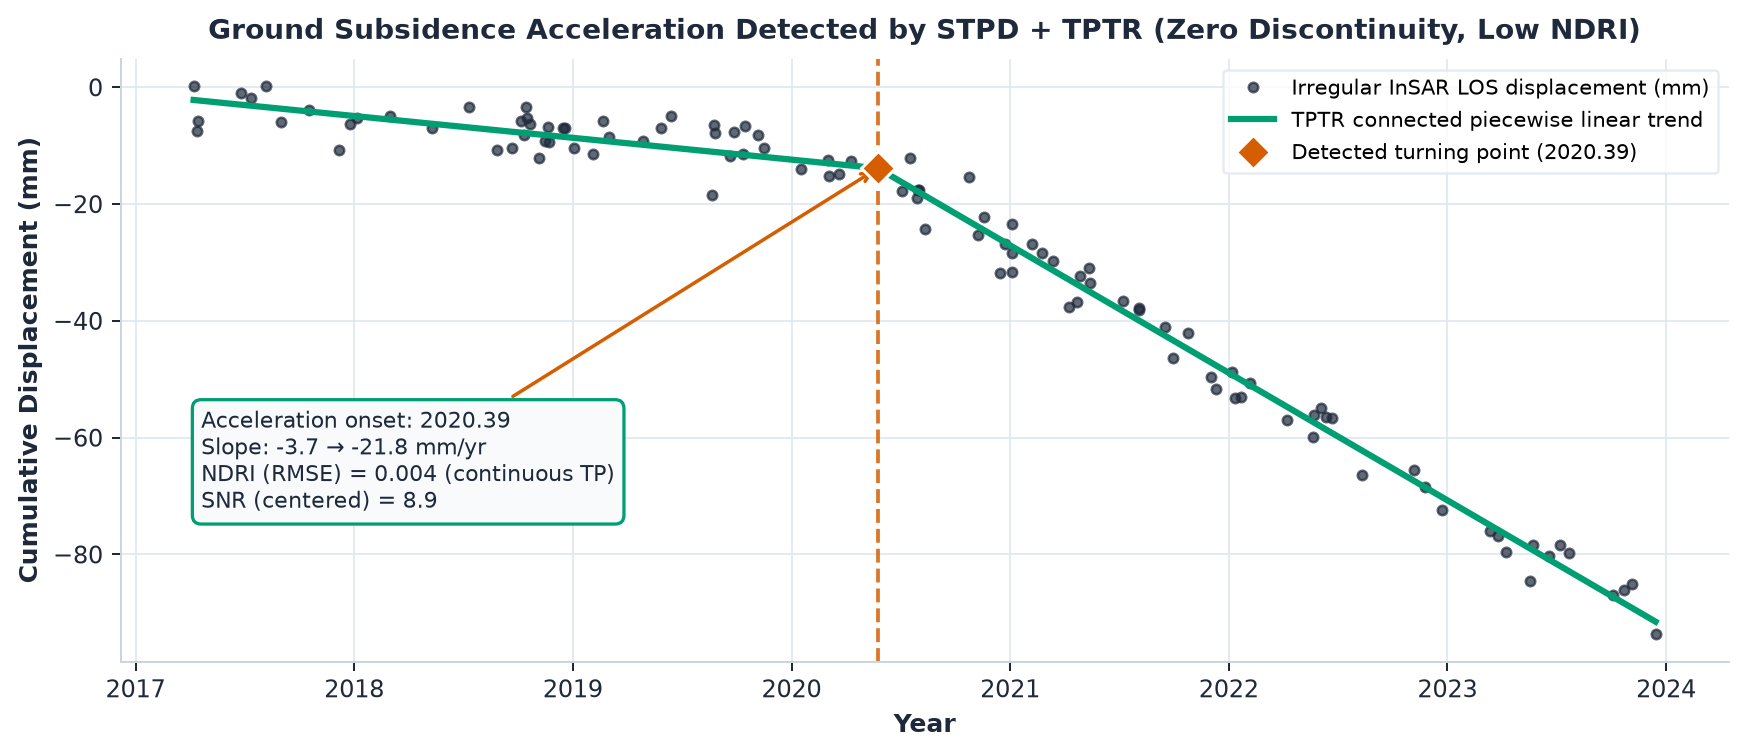 Ground Subsidence Acceleration Detected by STPD + TPTR (Zero Discontinuity, Low NDRI)
Irregular InSAR LOS displacement (mm)
TPTR connected piecewise linear trend
Detected turning point (2020.39)
Cumulative Displacement (mm)
0
−20
−40
−60
−80
Acceleration onset: 2020.39
Slope: -3.7 → -21.8 mm/yr
NDRI (RMSE) = 0.004 (continuous TP)
SNR (centered) = 8.9
2017 2018 2019 2020 2021 2022 2023 2024
Year